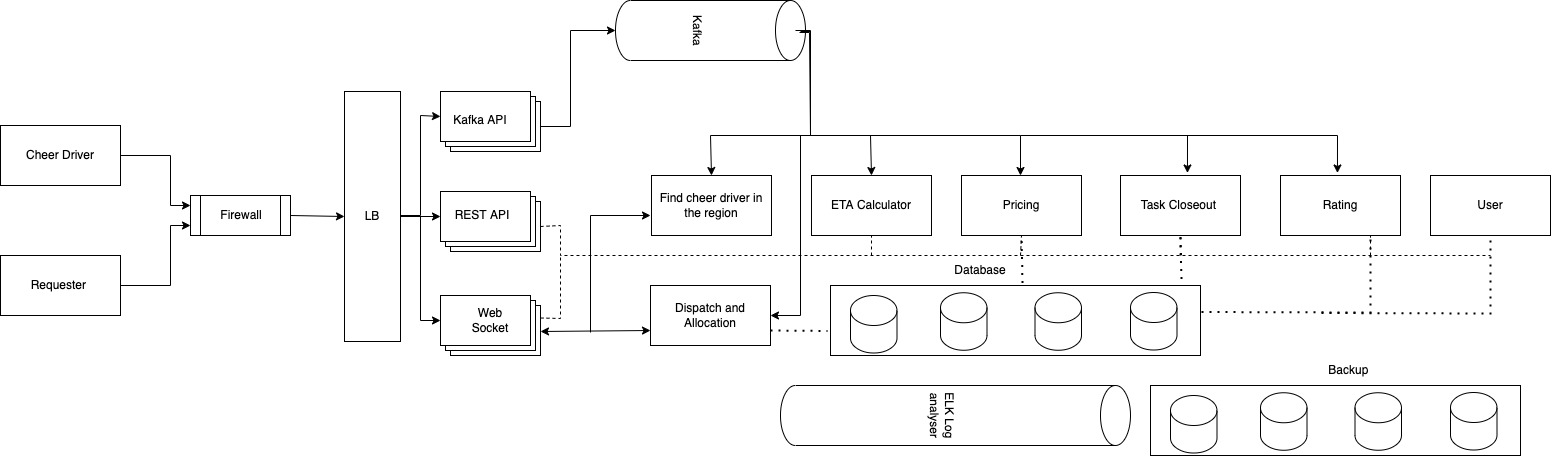 Kafka
Kafka API
Cheer Driver
Find cheer driver in
the region
ETA Calculator
Pricing
Task Closeout
Rating
User
Firewall
LB
REST API
Database
Requester
Web
Socket
Dispatch and
Allocation
Backup
ELK Log
analyser